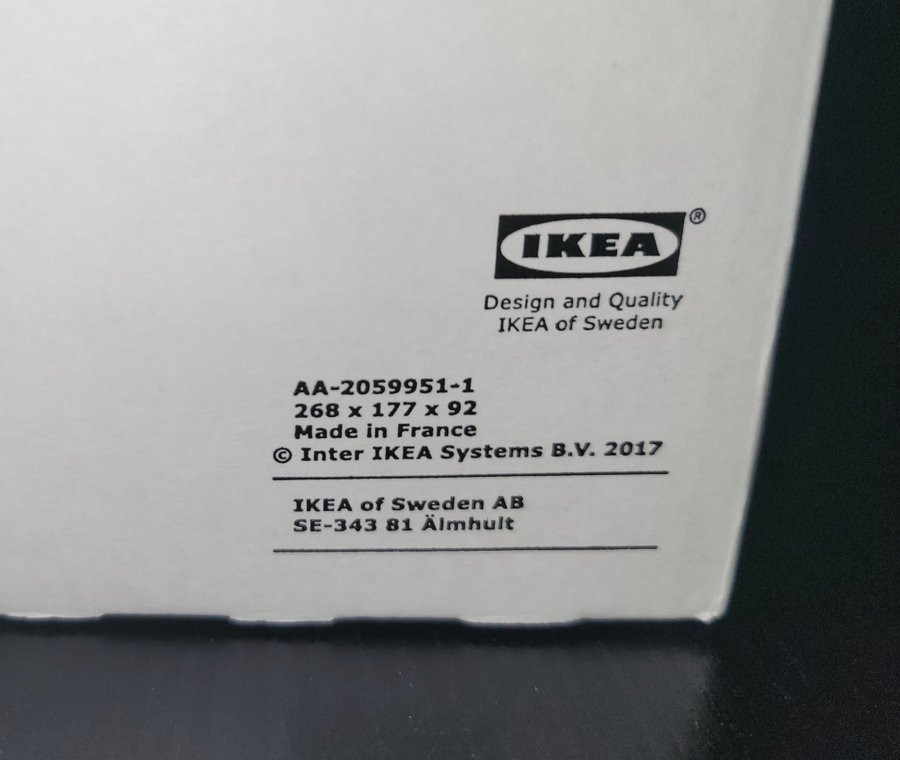 IKEA®
Design and Quality
IKEA of Sweden
AA-2059951-1
268 x 177 x 92
Made in France
© Inter IKEA Systems B.V. 2017
IKEA of Sweden AB
SE-343 81 Älmhult